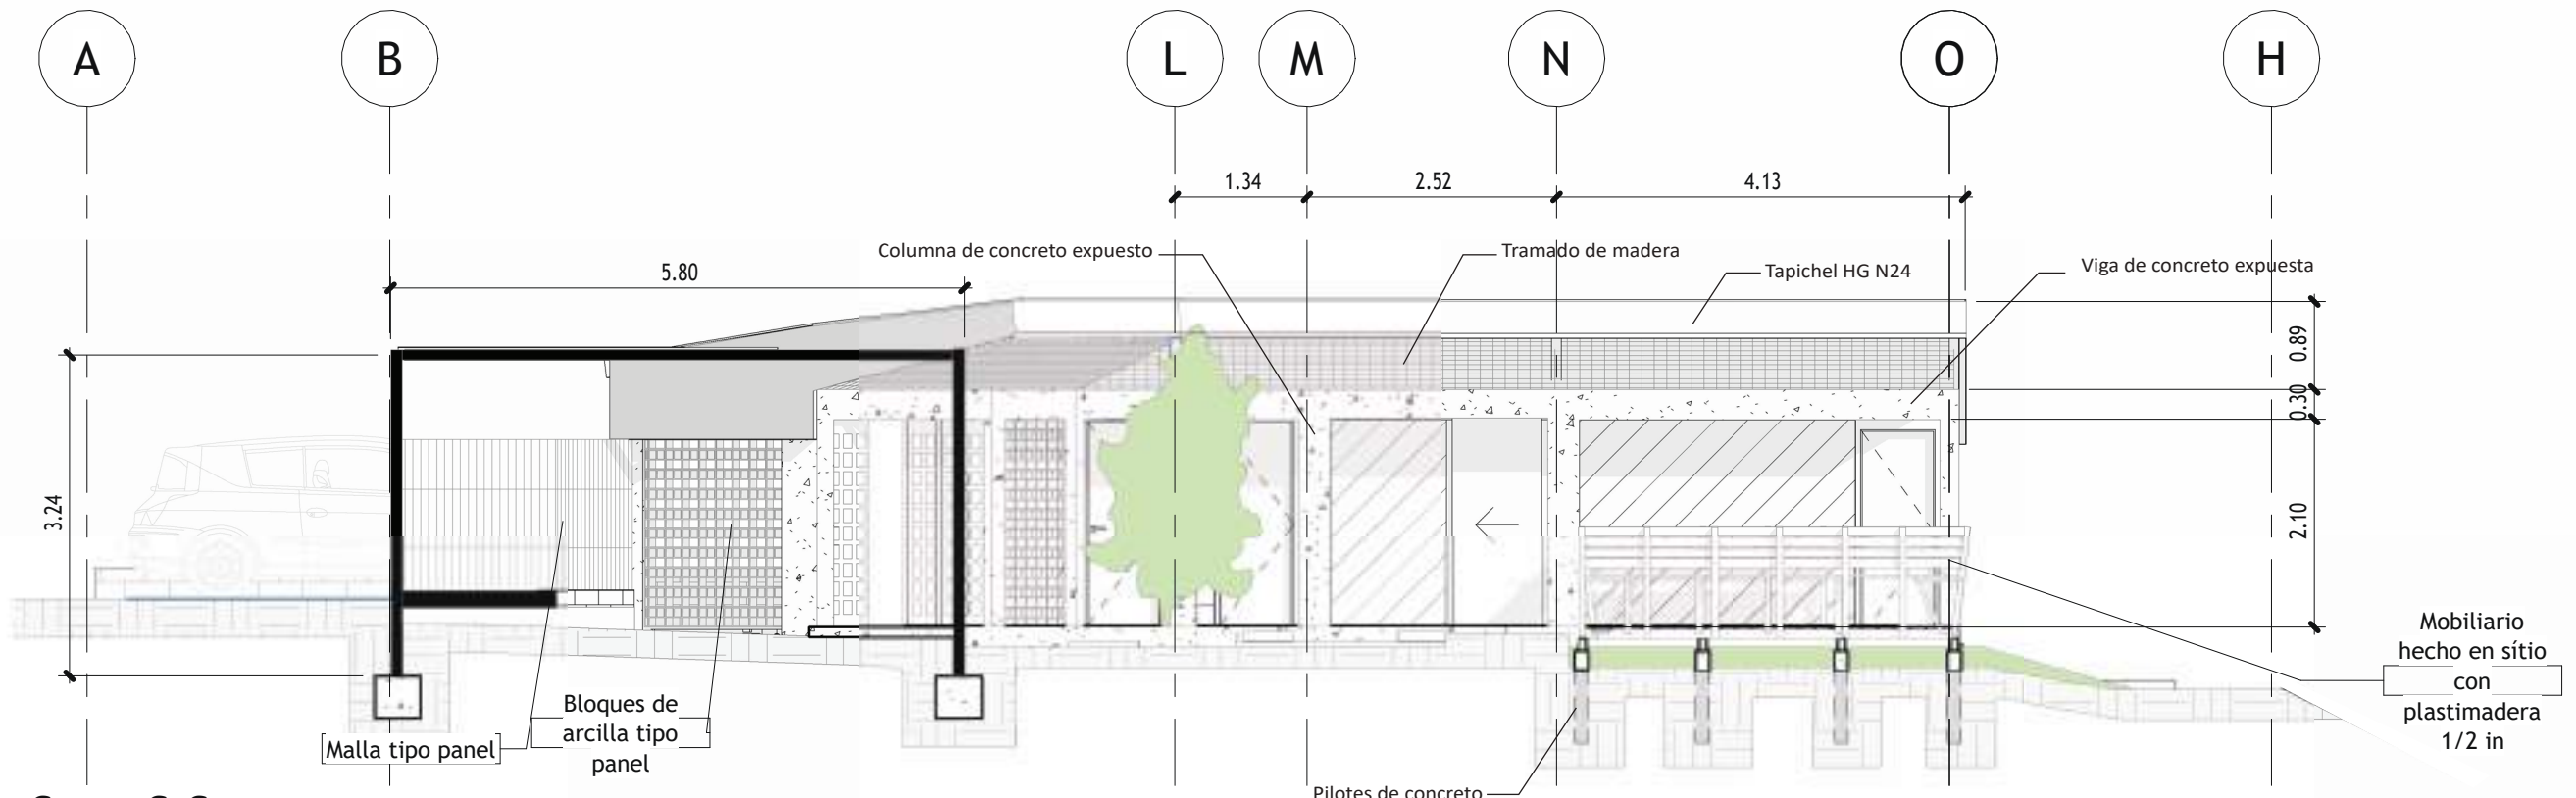 A
B
L
M
N
O
H
1.34
2.52
4.13
Columna de concreto expuesto
Tramado de madera
Tapichel HG N24
Viga de concreto expuesta
5.80
0.89
0.30
2.10
3.24
Mobiliario
hecho en sítio
con
plastimadera
1/2 in
Bloques de
arcilla tipo
panel
Malla tipo panel
Pilotes de concreto